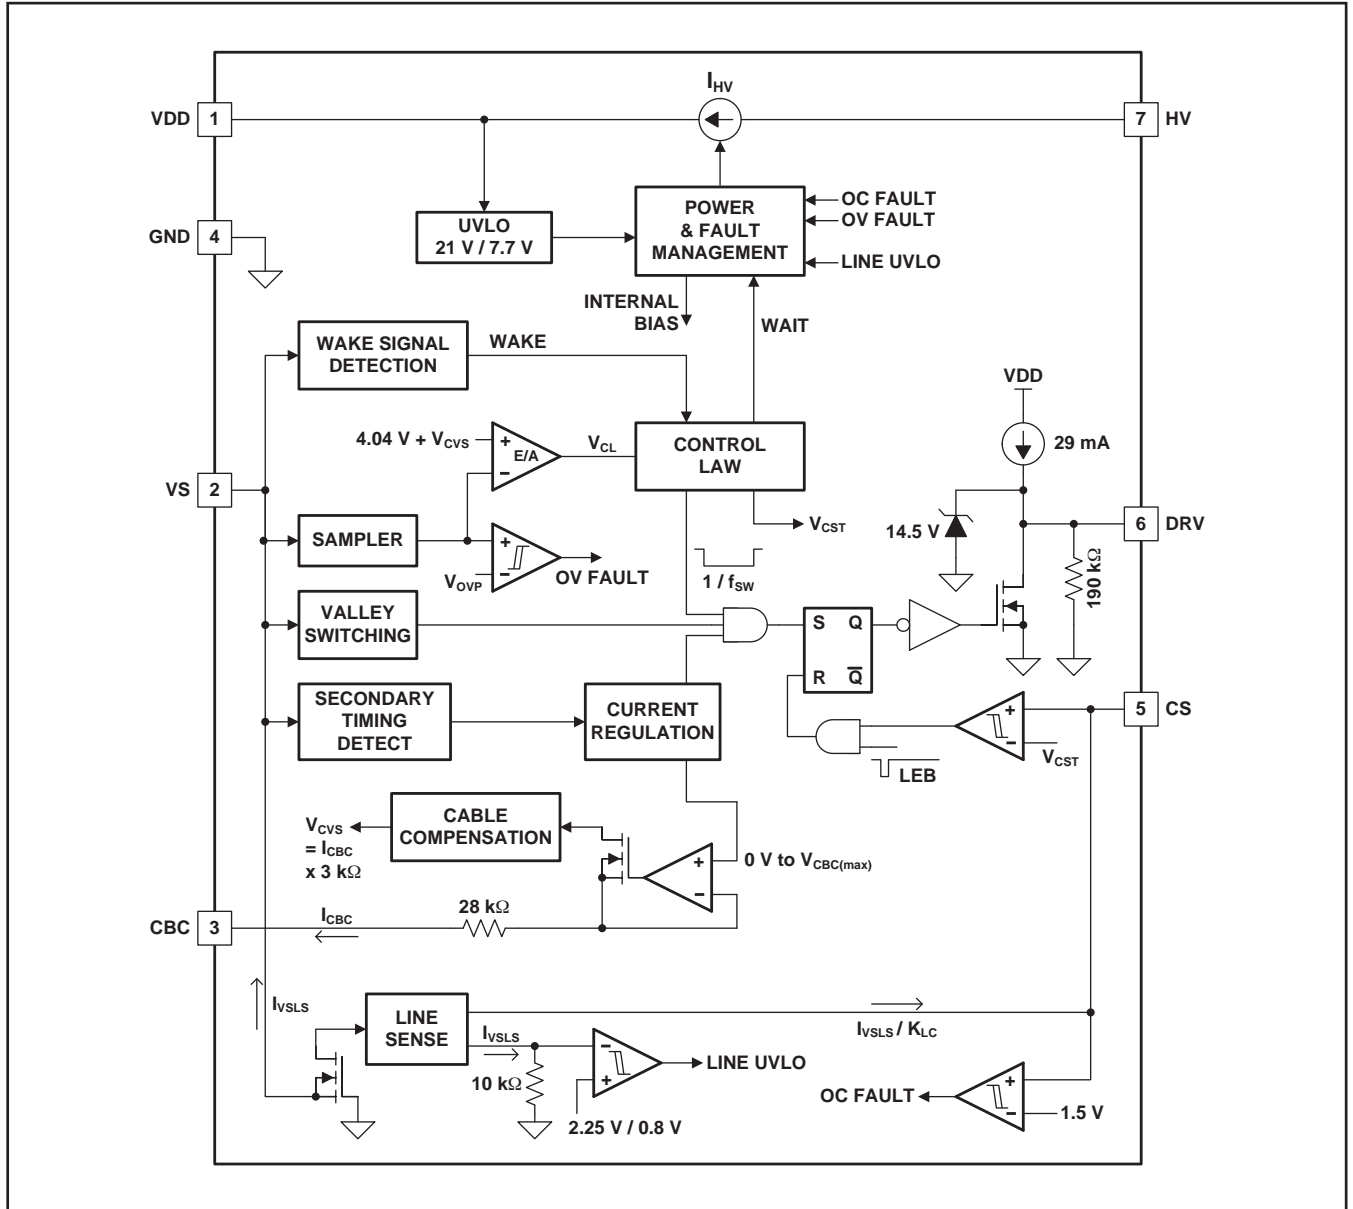 I_HV
VDD 1
7 HV
OC FAULT
OV FAULT
LINE UVLO
POWER
& FAULT
MANAGEMENT
UVLO
21 V / 7.7 V
GND 4
INTERNAL
BIAS
WAIT
WAKE SIGNAL
DETECTION
WAKE
VDD
29 mA
4.04 V + V_CVS
+
E/A
−
V_CL
CONTROL
LAW
VS 2
V_CST
14.5 V
6 DRV
190 kΩ
SAMPLER
+
−
V_OVP
OV FAULT
1 / f_SW
VALLEY
SWITCHING
S Q
R Q̅
SECONDARY
TIMING
DETECT
CURRENT
REGULATION
5 CS
+
−
V_CST
LEB
V_CVS
= I_CBC
x 3 kΩ
CABLE
COMPENSATION
+
−
0 V to V_CBC(max)
CBC 3
I_CBC
28 kΩ
I_VSLS
LINE
SENSE
I_VSLS
10 kΩ
−
+
LINE UVLO
2.25 V / 0.8 V
I_VSLS / K_LC
OC FAULT
+
−
1.5 V